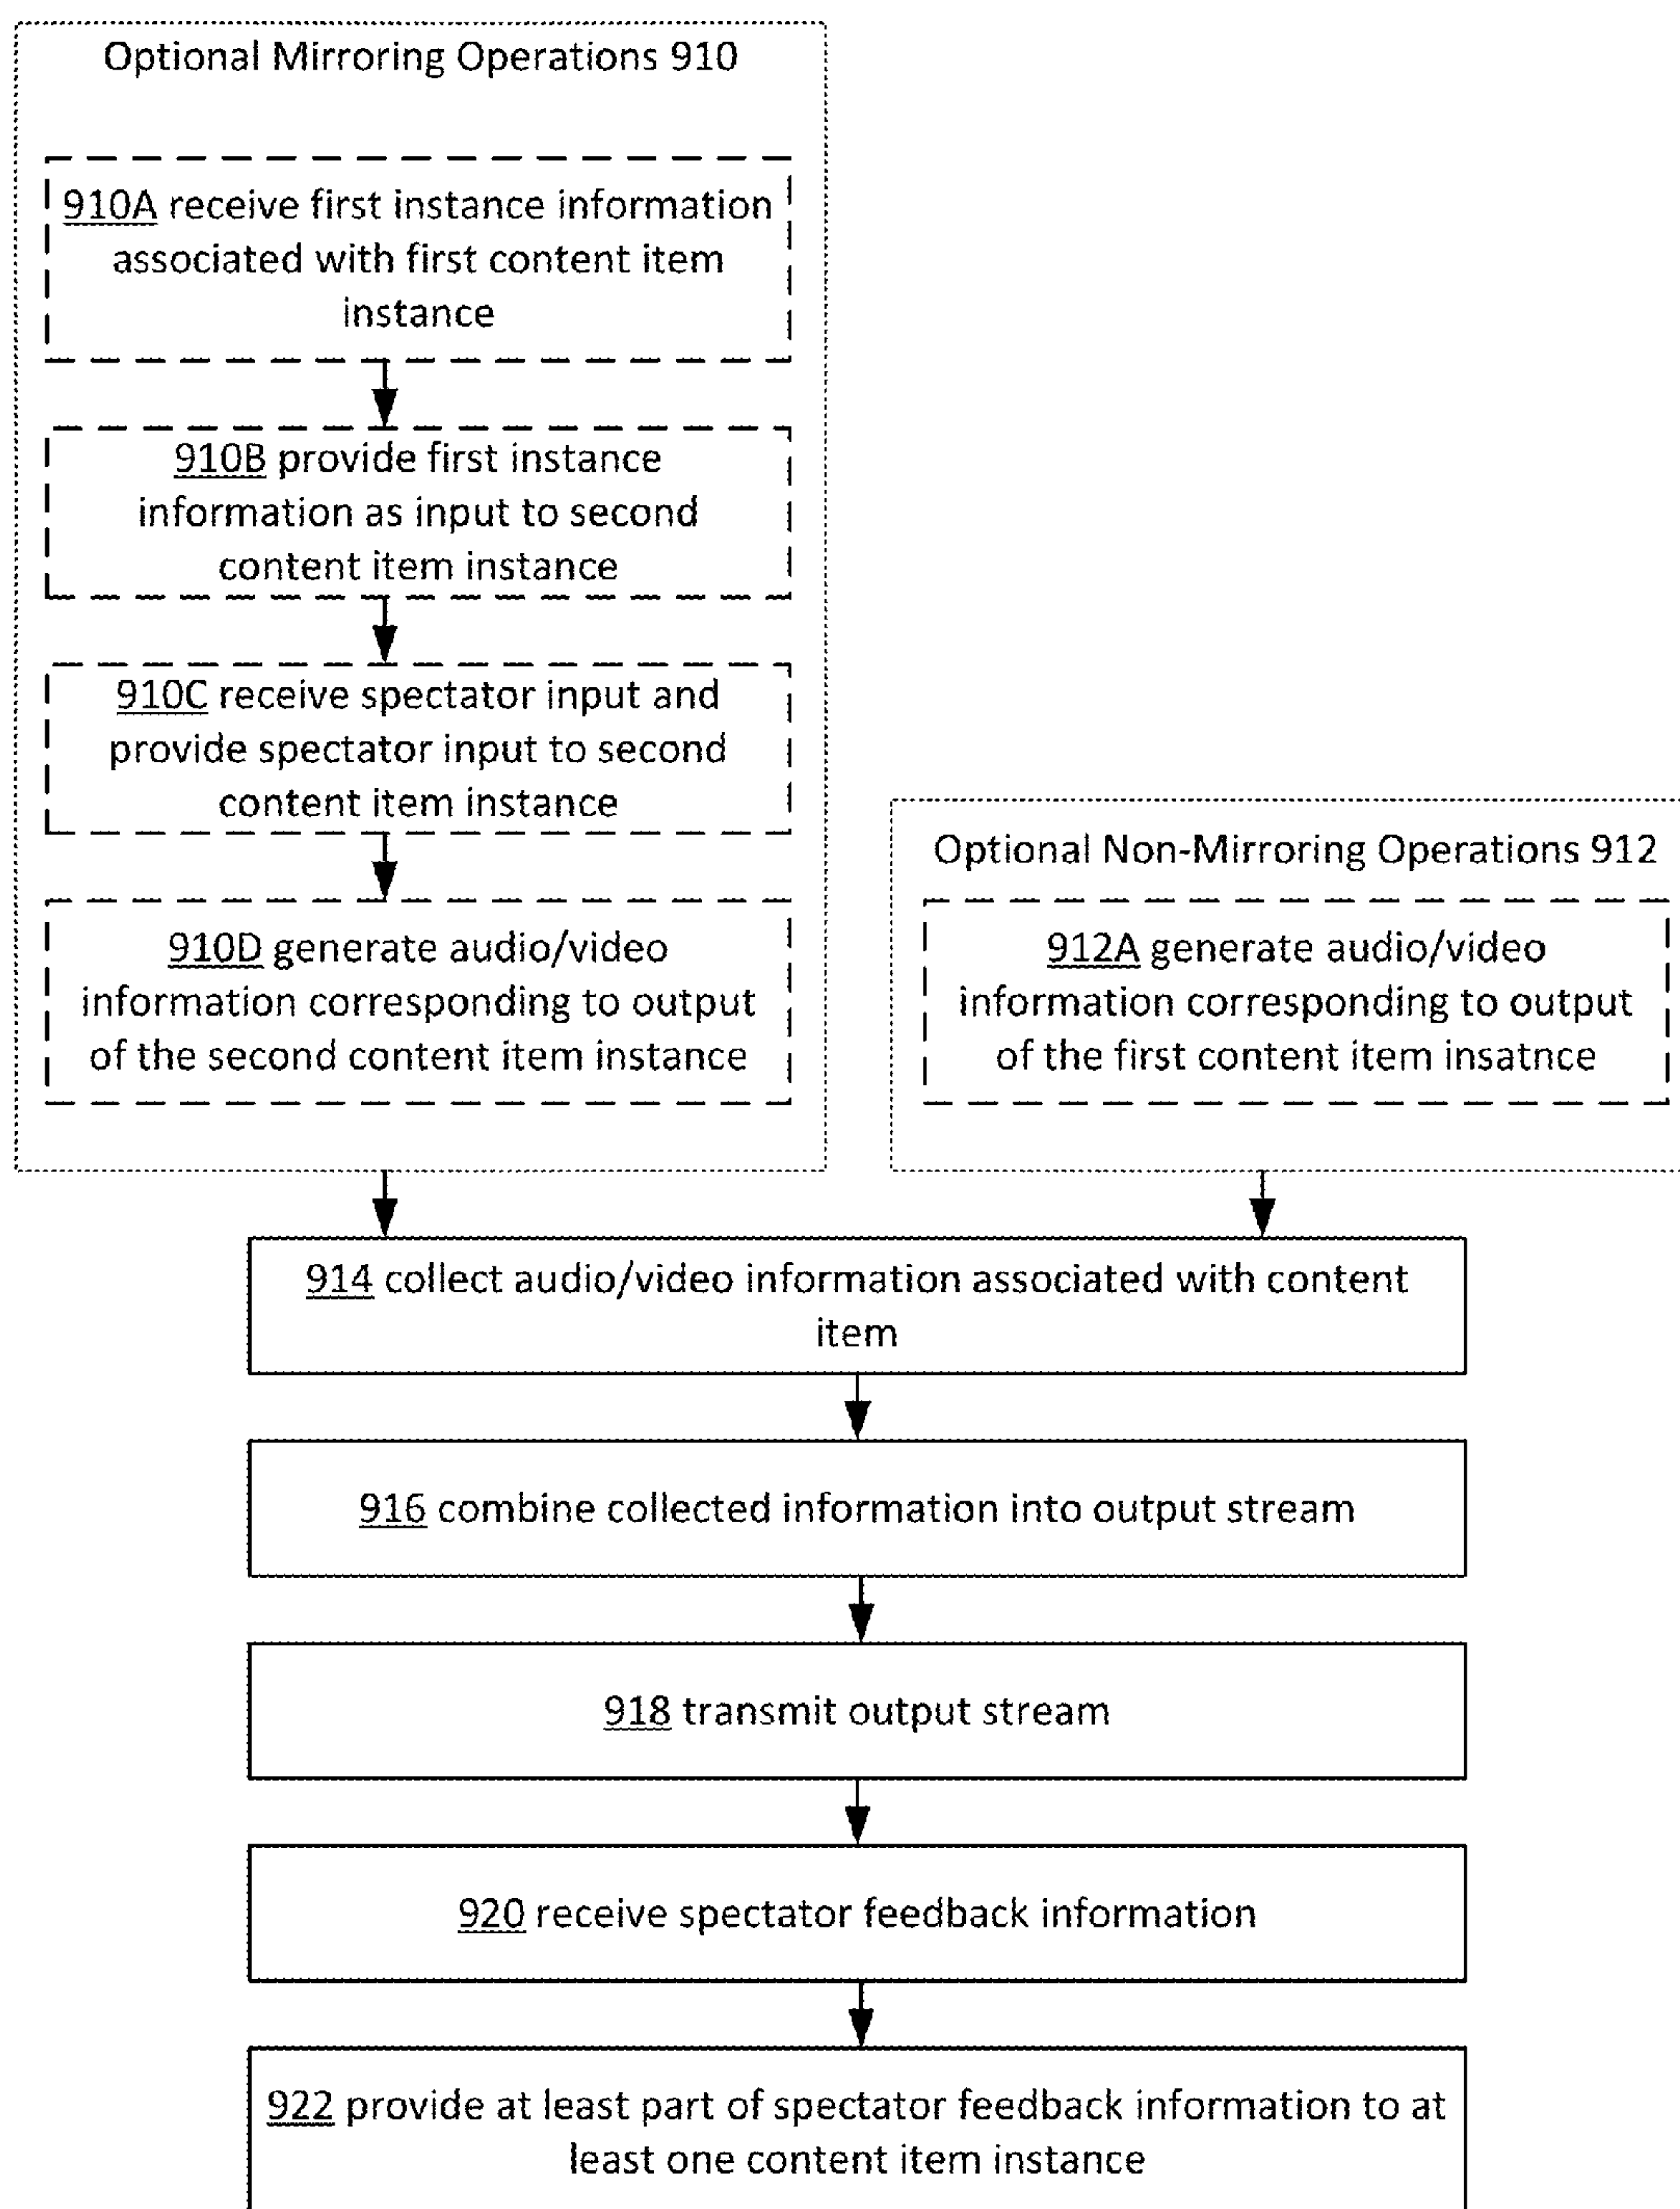 Optional Mirroring Operations 910
910A receive first instance information
associated with first content item
instance
910B provide first instance
information as input to second
content item instance
910C receive spectator input and
provide spectator input to second
content item instance
910D generate audio/video
information corresponding to output
of the second content item instance
Optional Non-Mirroring Operations 912
912A generate audio/video
information corresponding to output
of the first content item insatnce
914 collect audio/video information associated with content
item
916 combine collected information into output stream
918 transmit output stream
920 receive spectator feedback information
922 provide at least part of spectator feedback information to at
least one content item instance